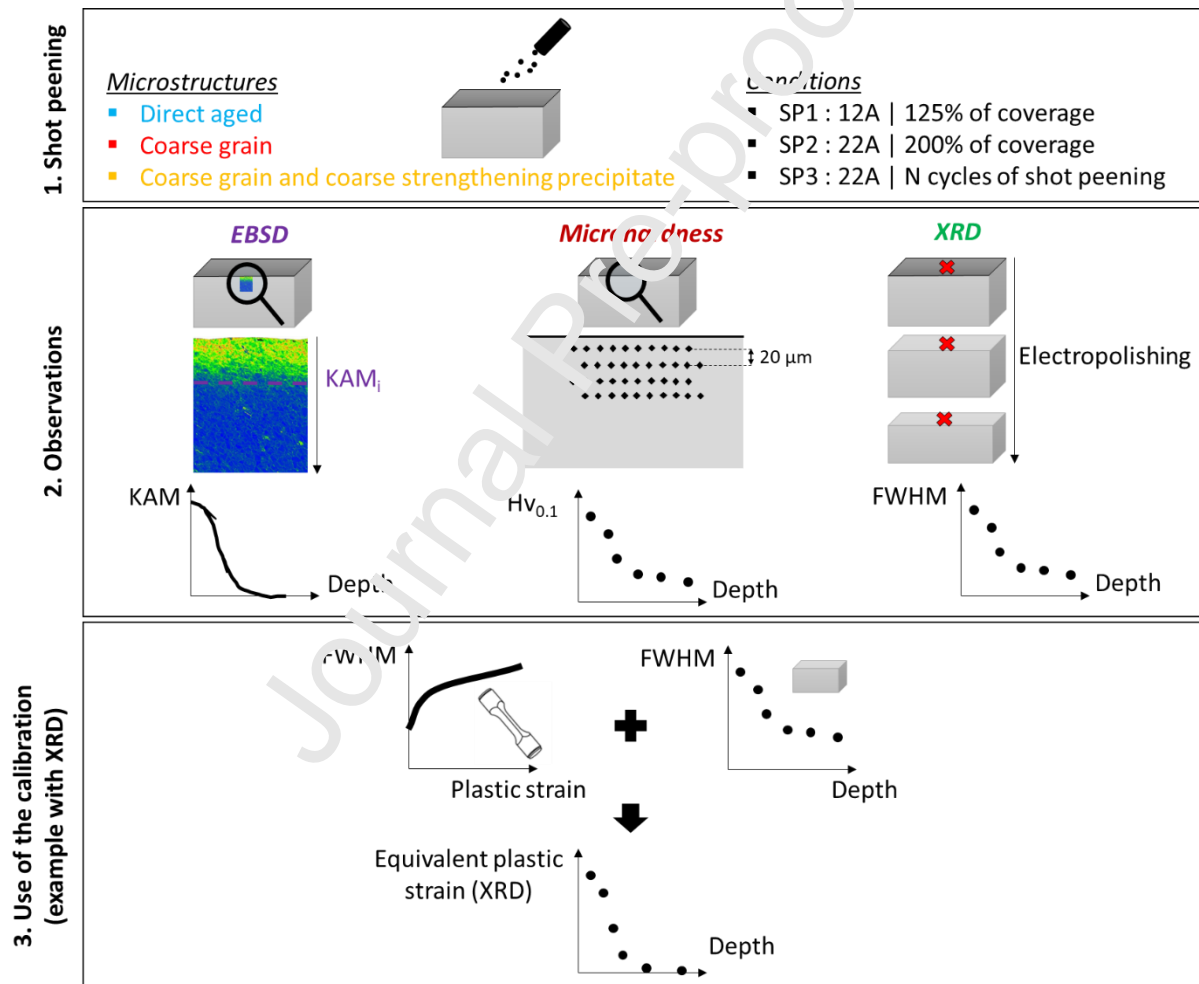 1. Shot peening
Microstructures
Direct aged
Coarse grain
Coarse grain and coarse strengthening precipitate
Conditions
SP1 : 12A | 125% of coverage
SP2 : 22A | 200% of coverage
SP3 : 22A | N cycles of shot peening
Journal Pre-proof
2. Observations
EBSD
Microhardness
XRD
KAMi
20 µm
Electropolishing
KAM
Depth
Hv0.1
Depth
FWHM
Depth
3. Use of the calibration
(example with XRD)
FWHM
Plastic strain
FWHM
Depth
Equivalent plastic
strain (XRD)
Depth